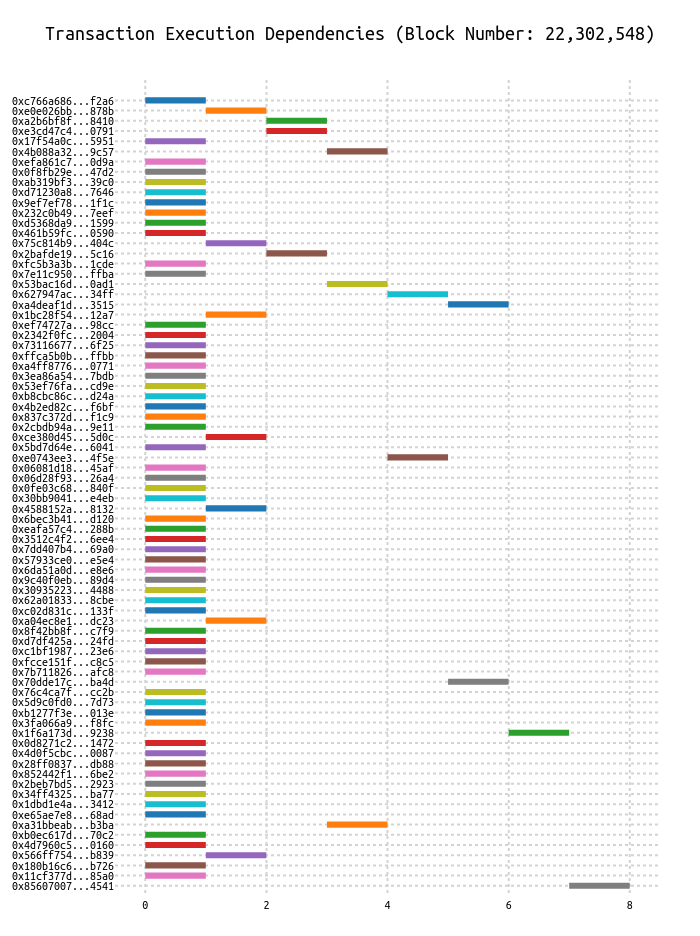 Transaction Execution Dependencies (Block Number: 22,302,548)
0xc766a686...f2a6
0xe0e026bb...878b
0xa2b6bf8f...8410
0xe3cd47c4...0791
0x17f54a0c...5951
0x4b088a32...9c57
0xefa861c7...0d9a
0x0f8fb29e...47d2
0xab319bf3...39c0
0xd71230a8...7646
0x9ef7ef78...1f1c
0x232c0b49...7eef
0xd5368da9...1599
0x461b59fc...0590
0x75c814b9...404c
0x2bafde19...5c16
0xfc5b3a3b...1cde
0x7e11c950...ffba
0x53bac16d...0ad1
0x627947ac...34ff
0xa4deaf1d...3515
0x1bc28f54...12a7
0xef74727a...98cc
0x2342f0fc...2004
0x73116677...6f25
0xffca5b0b...ffbb
0xa4ff8776...0771
0x3ea86a54...7bdb
0x53ef76fa...cd9e
0xb8cbc86c...d24a
0x4b2ed82c...f6bf
0x837c372d...f1c9
0x2cbdb94a...9e11
0xce380d45...5d0c
0x5bd7d64e...6041
0xe0743ee3...4f5e
0x06081d18...45af
0x06d28f93...26a4
0x0fe03c68...840f
0x30bb9041...e4eb
0x4588152a...8132
0x6bec3b41...d120
0xeafa57c4...288b
0x3512c4f2...6ee4
0x7dd407b4...69a0
0x57933ce0...e5e4
0x6da51a0d...e8e6
0x9c40f0eb...89d4
0x30935223...4488
0x62a01833...8cbe
0xc02d831c...133f
0xa04ec8e1...dc23
0x8f42bb8f...c7f9
0xd7df425a...24fd
0xc1bf1987...23e6
0xfcce151f...c8c5
0x7b711826...afc8
0x70dde17c...ba4d
0x76c4ca7f...cc2b
0x5d9c0fd0...7d73
0xb1277f3e...013e
0x3fa066a9...f8fc
0x1f6a173d...9238
0x0d8271c2...1472
0x4d0f5cbc...0087
0x28ff0837...db88
0x852442f1...6be2
0x2beb7bd5...2923
0x34ff4325...ba77
0x1dbd1e4a...3412
0xe65ae7e8...68ad
0xa31bbeab...b3ba
0xb0ec617d...70c2
0x4d7960c5...0160
0x566ff754...b839
0x180b16c6...b726
0x11cf377d...85a0
0x85607007...4541
0 2 4 6 8